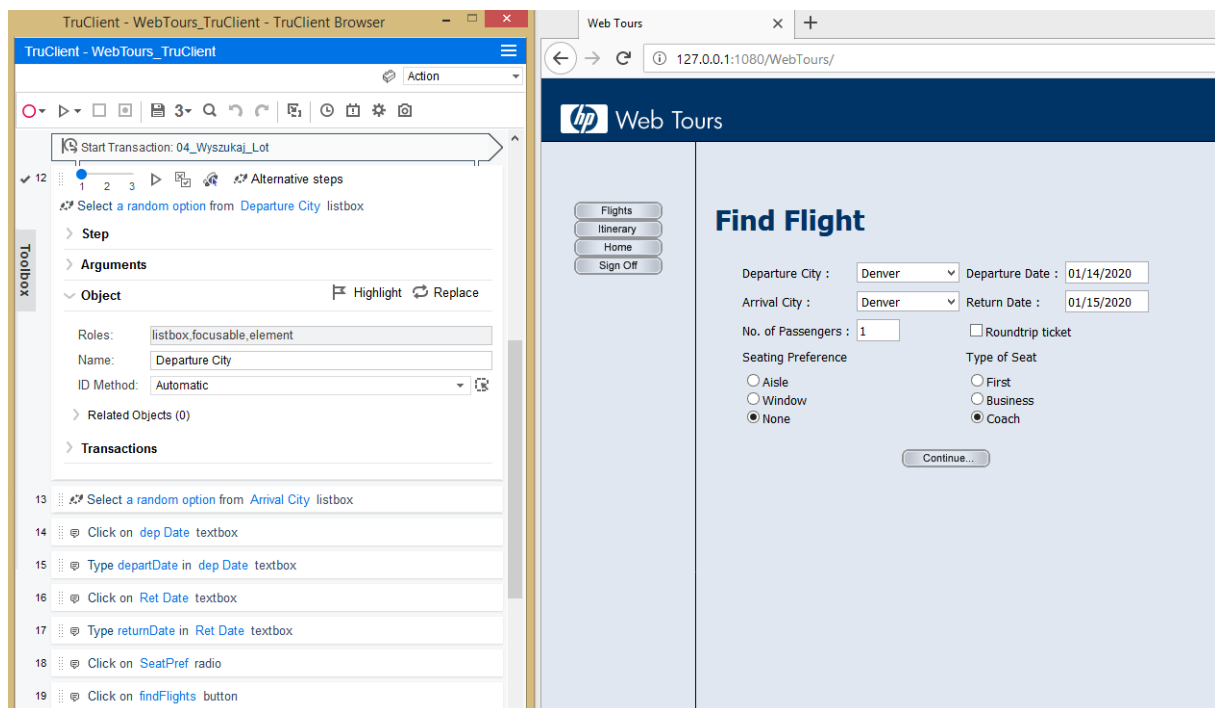 TruClient - WebTours_TruClient - TruClient Browser
TruClient - WebTours_TruClient
Action
3
Start Transaction: 04_Wyszukaj_Lot
12
1 2 3
Alternative steps
Select a random option from Departure City listbox
Step
Arguments
Object
Highlight
Replace
Roles: listbox,focusable,element
Name: Departure City
ID Method: Automatic
Related Objects (0)
Transactions
13 Select a random option from Arrival City listbox
14 Click on dep Date textbox
15 Type departDate in dep Date textbox
16 Click on Ret Date textbox
17 Type returnDate in Ret Date textbox
18 Click on SeatPref radio
19 Click on findFlights button
Toolbox
Web Tours
127.0.0.1:1080/WebTours/
hp Web Tours
Flights
Itinerary
Home
Sign Off
Find Flight
Departure City : Denver Departure Date : 01/14/2020
Arrival City : Denver Return Date : 01/15/2020
No. of Passengers : 1 Roundtrip ticket
Seating Preference Type of Seat
Aisle First
Window Business
None Coach
Continue...